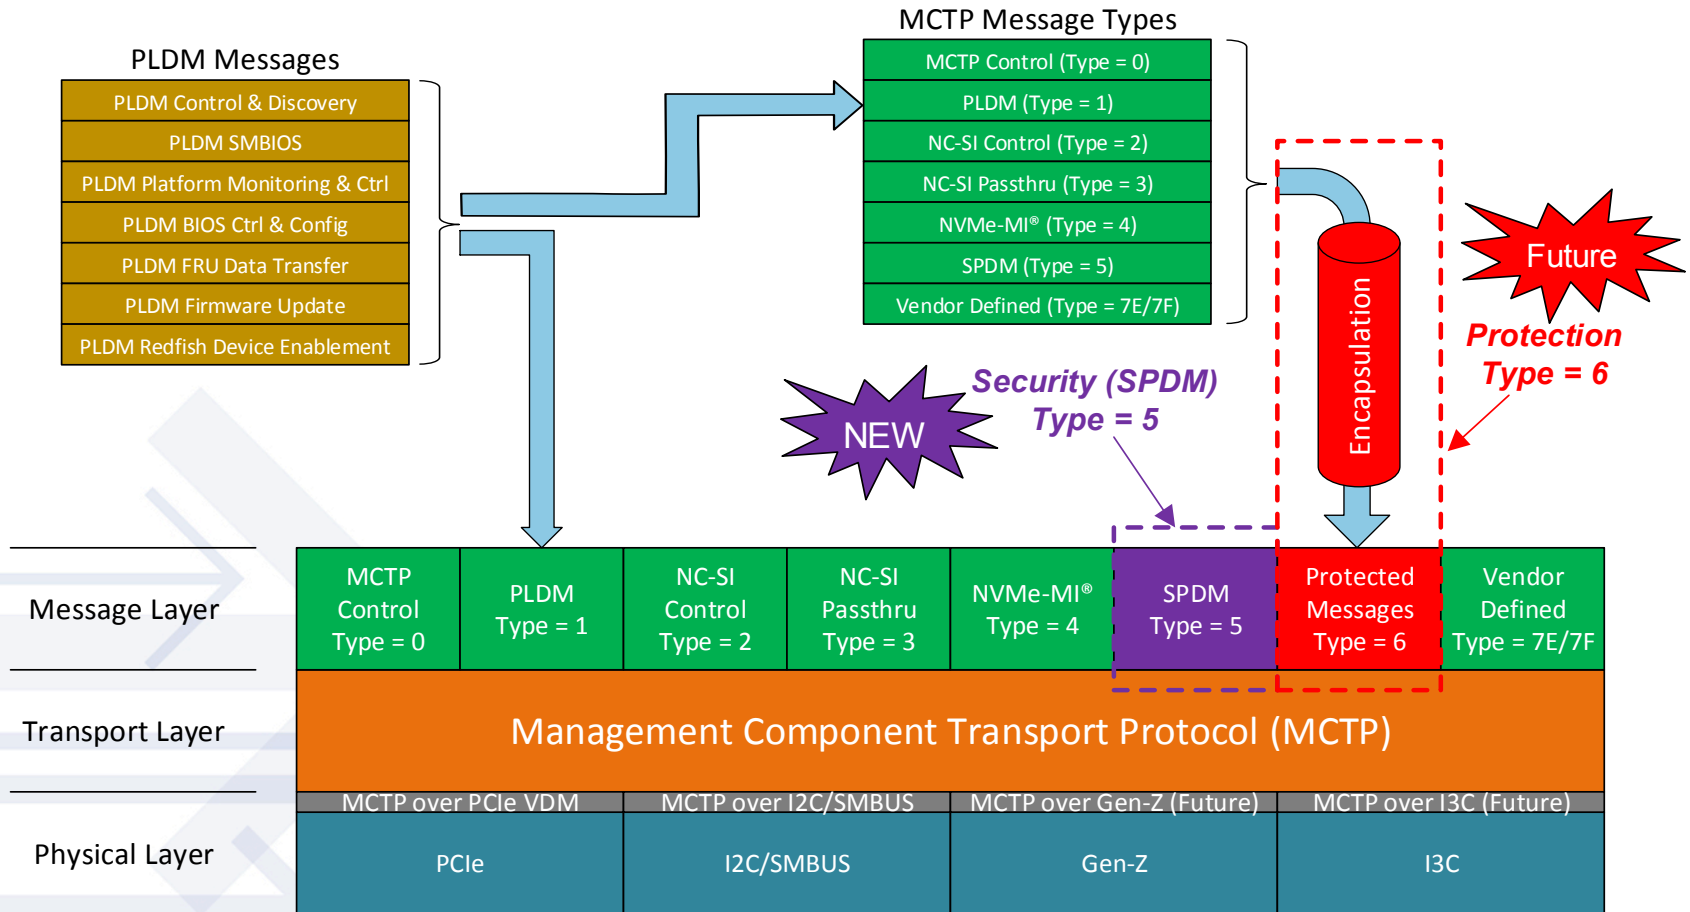 MCTP Message Types
PLDM Messages
PLDM Control & Discovery
PLDM SMBIOS
PLDM Platform Monitoring & Ctrl
PLDM BIOS Ctrl & Config
PLDM FRU Data Transfer
PLDM Firmware Update
PLDM Redfish Device Enablement
MCTP Control (Type = 0)
PLDM (Type = 1)
NC-SI Control (Type = 2)
NC-SI Passthru (Type = 3)
NVMe-MI® (Type = 4)
SPDM (Type = 5)
Vendor Defined (Type = 7E/7F)
Encapsulation
Future
Protection
Type = 6
NEW
Security (SPDM)
Type = 5
Message Layer
MCTP
Control
Type = 0
PLDM
Type = 1
NC-SI
Control
Type = 2
NC-SI
Passthru
Type = 3
NVMe-MI®
Type = 4
SPDM
Type = 5
Protected
Messages
Type = 6
Vendor
Defined
Type = 7E/7F
Transport Layer
Management Component Transport Protocol (MCTP)
MCTP over PCIe VDM
MCTP over I2C/SMBUS
MCTP over Gen-Z (Future)
MCTP over I3C (Future)
Physical Layer
PCIe
I2C/SMBUS
Gen-Z
I3C